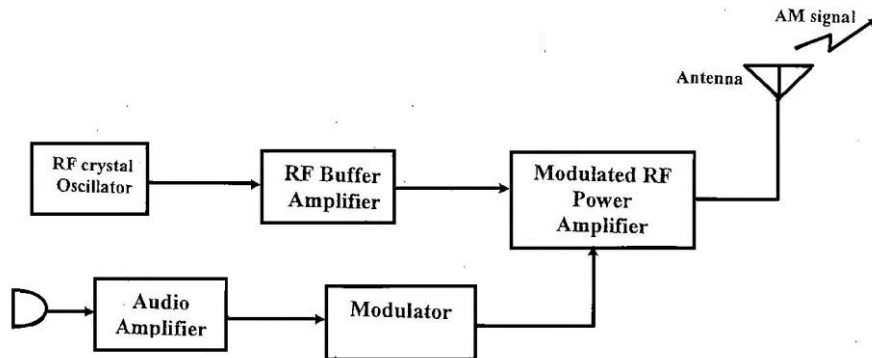 AM signal
Antenna
RF crystal
Oscillator
RF Buffer
Amplifier
Modulated RF
Power
Amplifier
Audio
Amplifier
Modulator